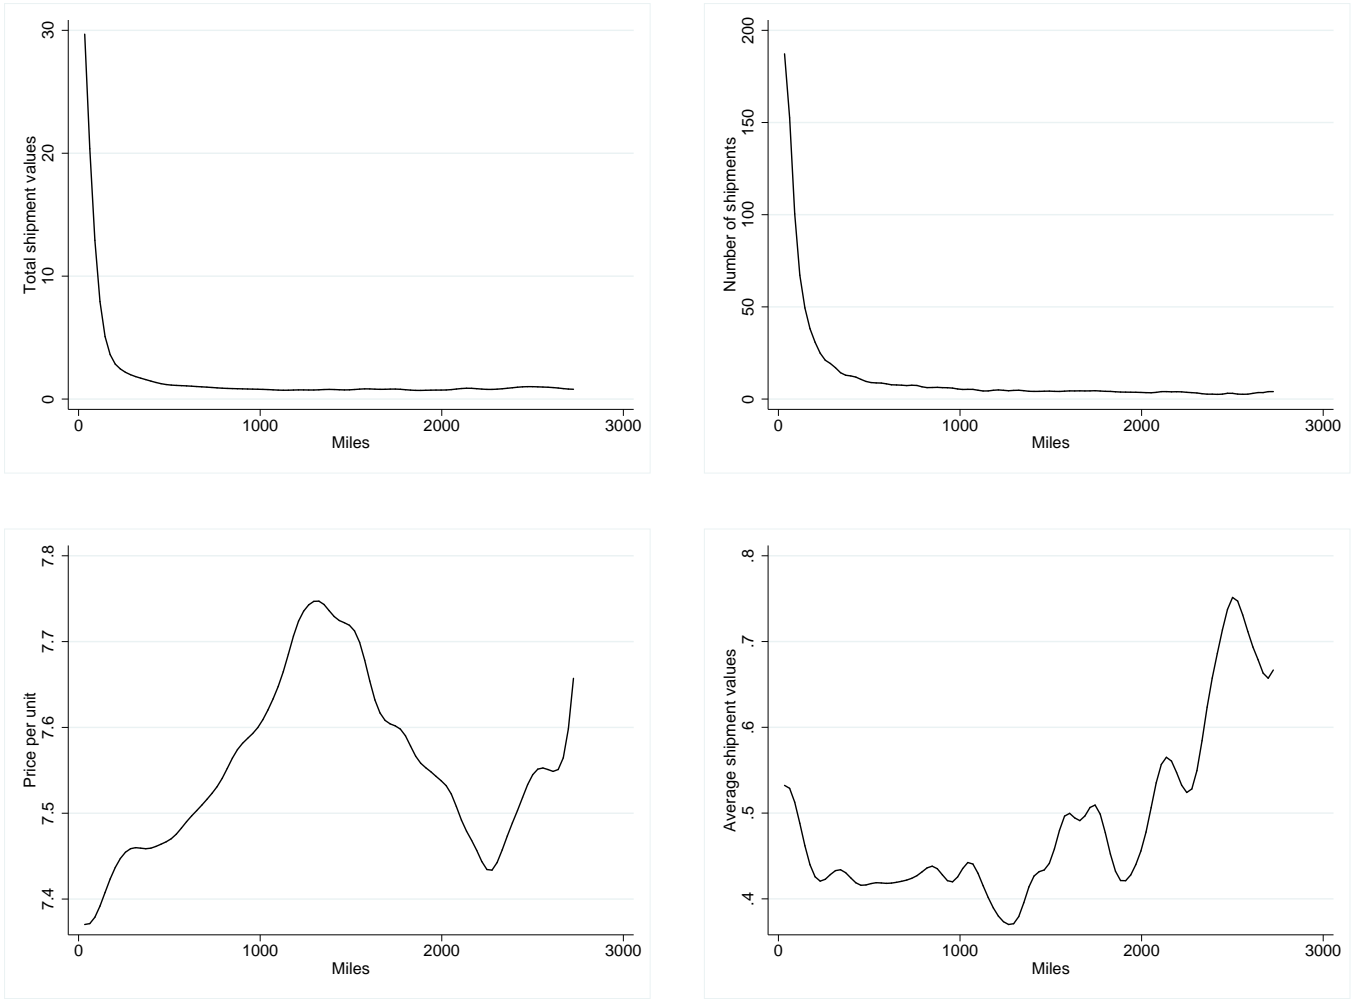 Total shipment values
30
20
10
0
0 1000 2000 3000
Miles
Number of shipments
200
150
100
50
0
0 1000 2000 3000
Miles
Price per unit
7.8
7.7
7.6
7.5
7.4
0 1000 2000 3000
Miles
Average shipment values
.8
.7
.6
.5
.4
0 1000 2000 3000
Miles